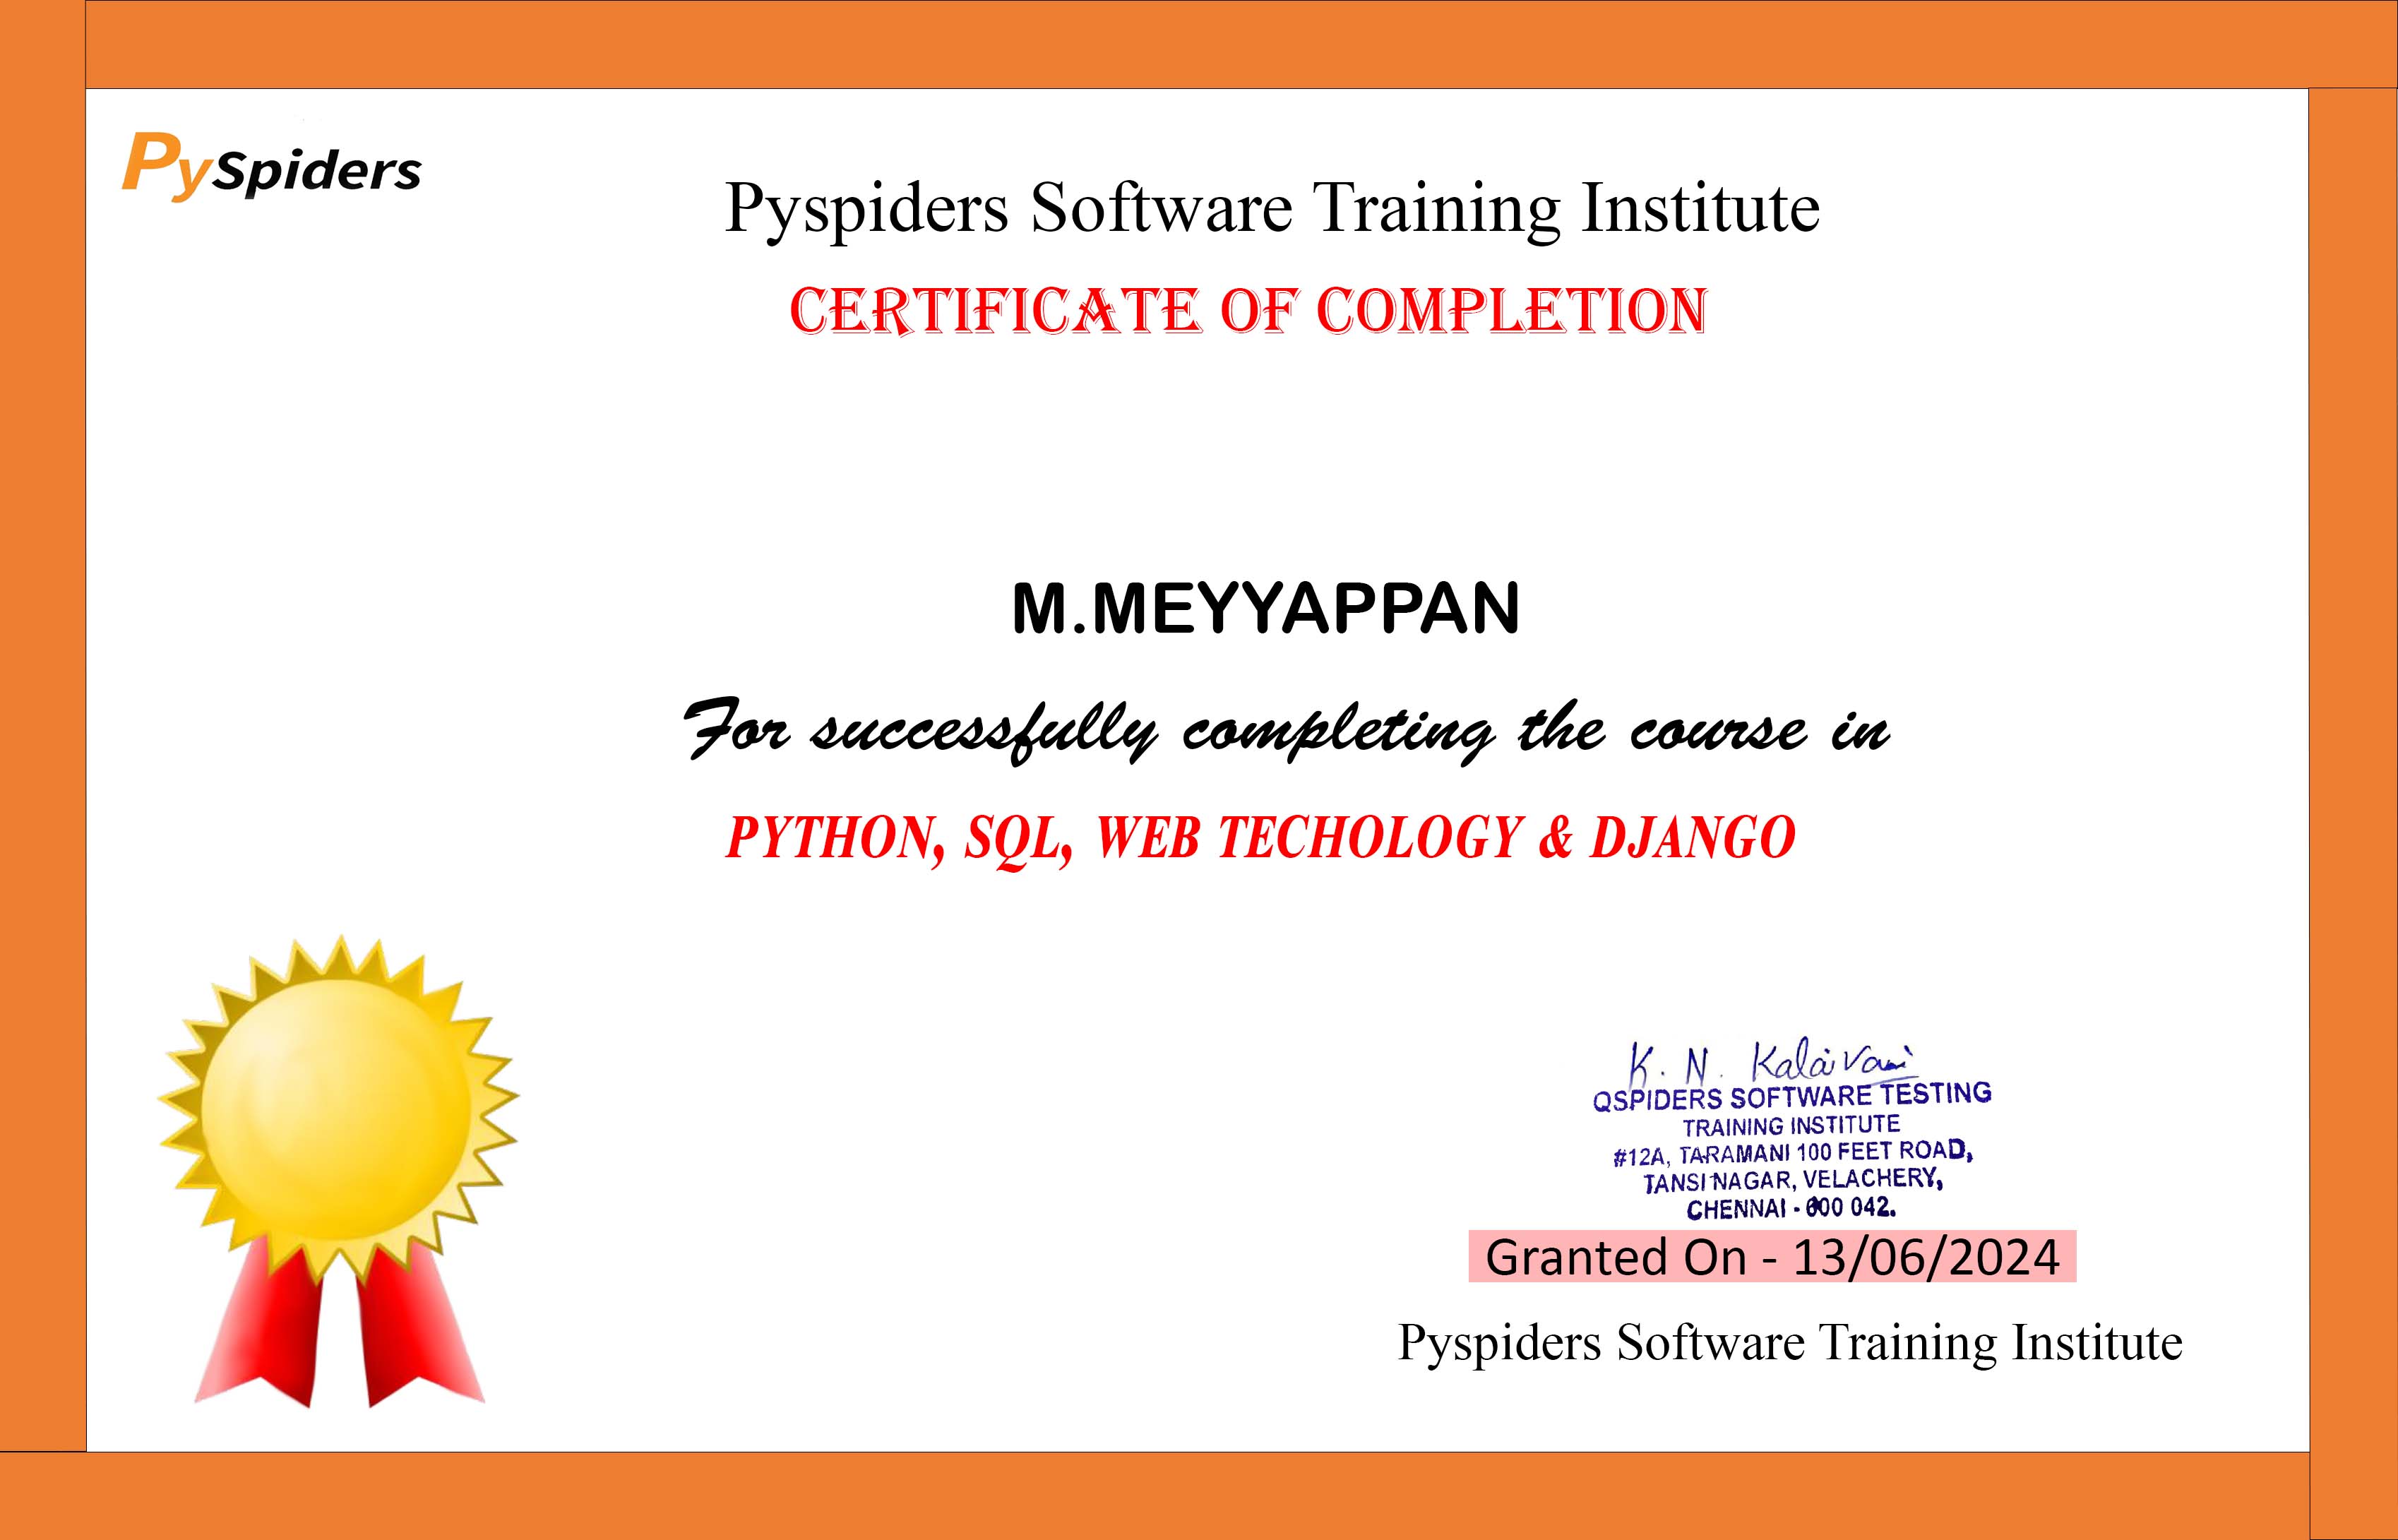 PySpiders
Pyspiders Software Training Institute
CERTIFICATE OF COMPLETION
M.MEYYAPPAN
For successfully completing the course in
PYTHON, SQL, WEB TECHOLOGY & DJANGO
K. N. Kalaivani
QSPIDERS SOFTWARE TESTING
TRAINING INSTITUTE
#12A, TARAMANI 100 FEET ROAD,
TANSI NAGAR, VELACHERY,
CHENNAI - 600 042.
Granted On - 13/06/2024
Pyspiders Software Training Institute